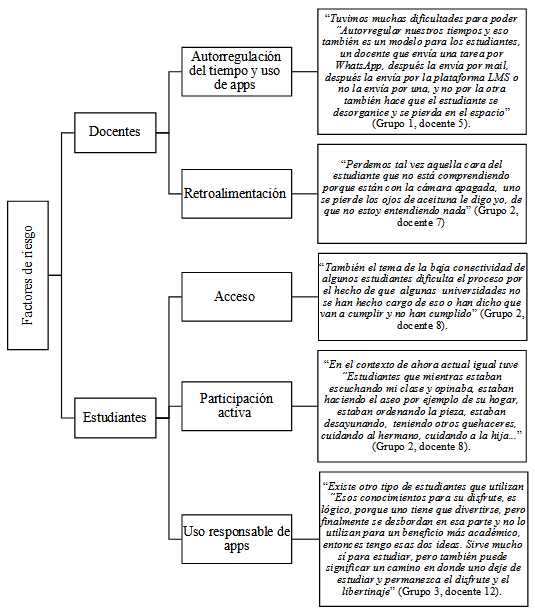 Factores de riesgo
Docentes
Autorregulación
del tiempo y uso
de apps
“Tuvimos muchas dificultades para poder
“Autorregular nuestros tiempos y eso
también es un modelo para los estudiantes,
un docente que envía una tarea por
WhatsApp, después la envía por mail,
después la envía por la plataforma LMS o
no la envía por una, y no por la otra
también hace que el estudiante se
desorganice y se pierda en el espacio”
(Grupo 1, docente 5).
Retroalimentación
“Perdemos tal vez aquella cara del
estudiante que no está comprendiendo
porque están con la cámara apagada, uno
se pierde los ojos de aceituna le digo yo, de
que no estoy entendiendo nada” (Grupo 2,
docente 7)
Estudiantes
Acceso
“También el tema de la baja conectividad de
algunos estudiantes dificulta el proceso por
el hecho de que algunas universidades no
se han hecho cargo de eso o han dicho que
van a cumplir y no han cumplido” (Grupo 2,
docente 8).
Participación
activa
“En el contexto de ahora actual igual tuve
“Estudiantes que mientras estaban
escuchando mi clase y opinaba, estaban
haciendo el aseo por ejemplo de su hogar,
estaban ordenando la pieza, estaban
desayunando, teniendo otros quehaceres,
cuidando al hermano, cuidando a la hija...”
(Grupo 2, docente 8).
Uso responsable de
apps
“Existe otro tipo de estudiantes que utilizan
“Esos conocimientos para su disfrute, es
lógico, porque uno tiene que divertirse, pero
finalmente se desbordan en esa parte y no lo
utilizan para un beneficio más académico,
entonces tengo esas dos ideas. Sirve mucho
sí para estudiar, pero también puede
significar un camino en donde uno deje de
estudiar y permanezca el disfrute y el
libertinaje” (Grupo 3, docente 12).